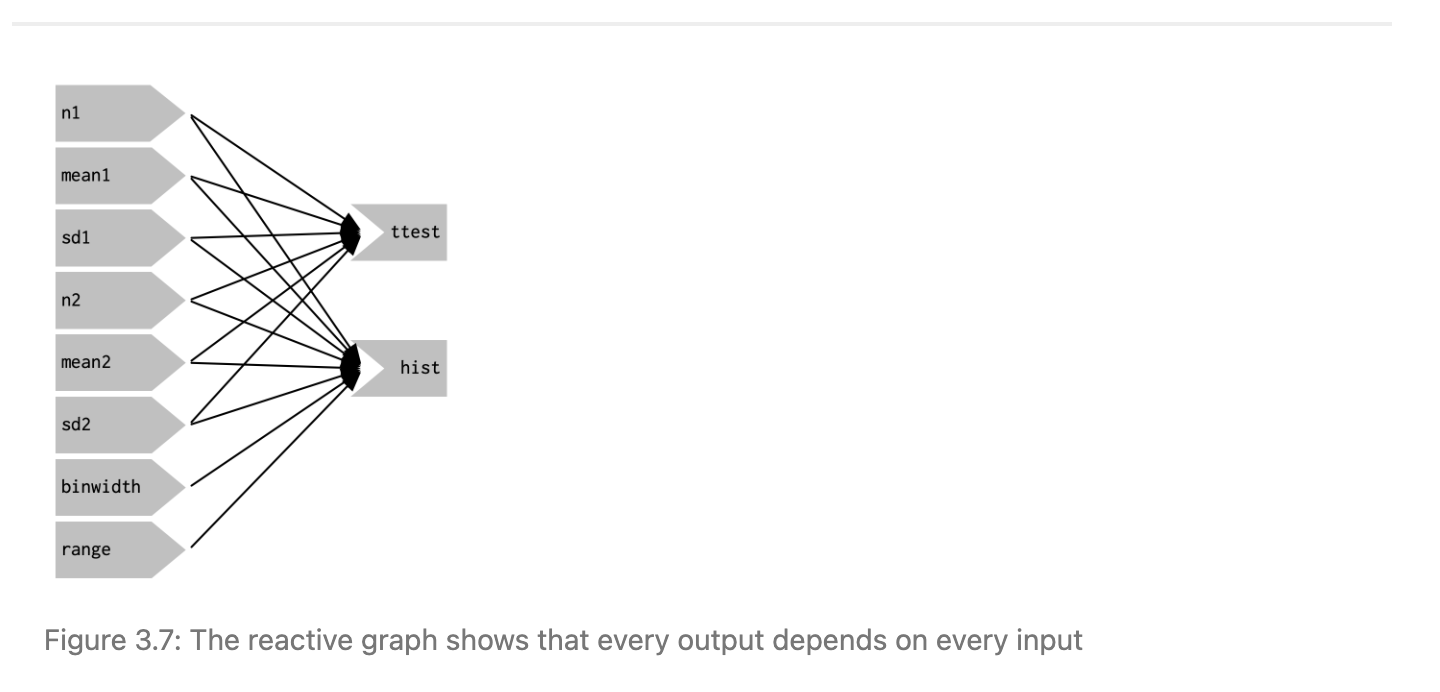 n1
mean1
sd1
n2
mean2
sd2
binwidth
range
ttest
hist
Figure 3.7: The reactive graph shows that every output depends on every input